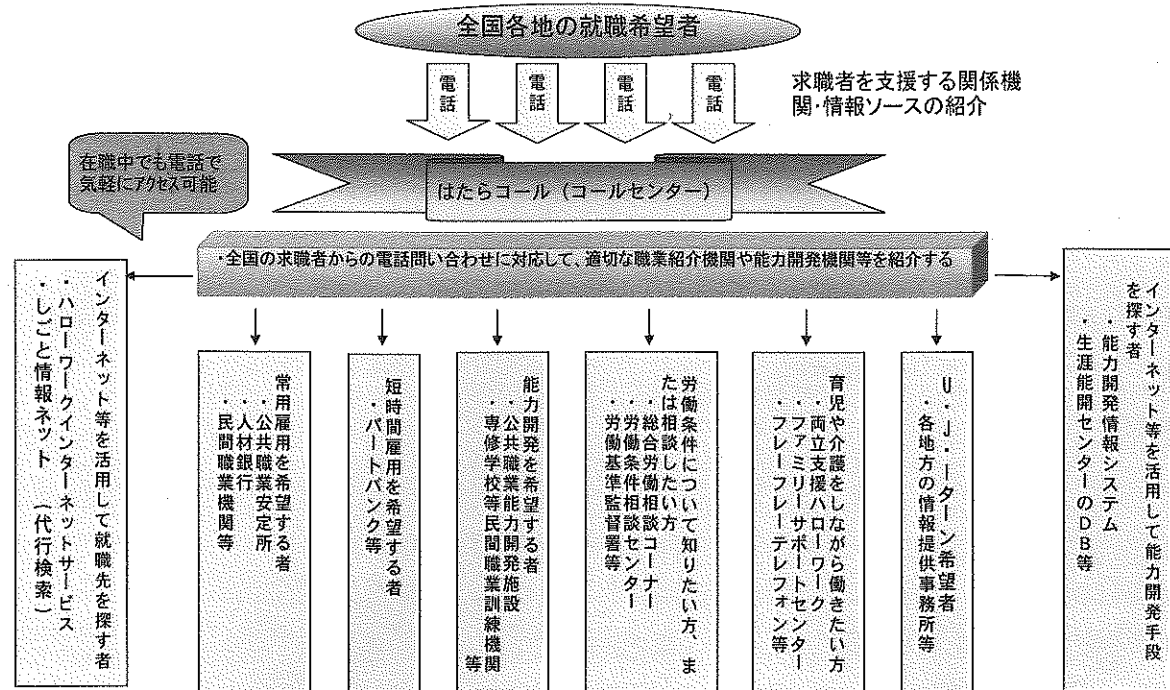 全国各地の就職希望者
電話
電話
電話
電話
求職者を支援する関係機
関・情報ソースの紹介
在職中でも電話で
気軽にアクセス可能
はたらコール（コールセンター）
・全国の求職者からの電話問い合わせに対応して、適切な職業紹介機関や能力開発機関等を紹介する
インターネット等を活用して就職先を探す者
・ハローワークインターネットサービス
・しごと情報ネット （代行検索）
常用雇用を希望する者
・公共職業安定所
・人材銀行
・民間職業機関等
短時間雇用を希望する者
・パートバンク等
能力開発を希望する者
・公共職業能力開発施設
・専修学校等民間職業訓練機関
等
労働条件について知りたい方、ま
たは相談したい方
・総合労働相談コーナー
・労働条件相談センター
・労働基準監督署等
育児や介護をしながら働きたい方
・両立支援ハローワーク
・ファミリーサポートセンター
・フレーフレーテレフォン等
Ｕ・Ｊ・Ｉターン希望者
・各地方の情報提供事務所等
インターネット等を活用して能力開発手段
を探す者
・能力開発情報システム
・生涯能開センターのＤＢ等